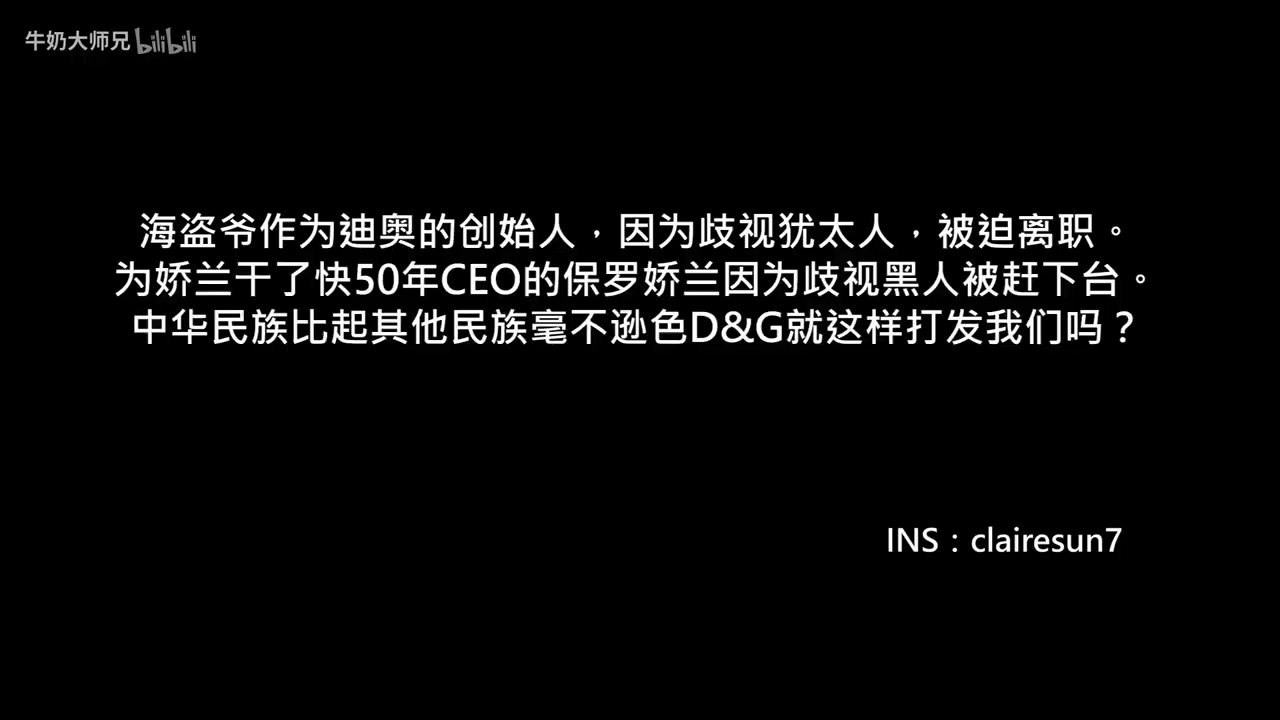 牛奶大师兄 bilibili
海盗爷作为迪奥的创始人，因为歧视犹太人，被迫离职。
为娇兰干了快50年CEO的保罗娇兰因为歧视黑人被赶下台。
中华民族比起其他民族毫不逊色D&G就这样打发我们吗？
INS：clairesun7